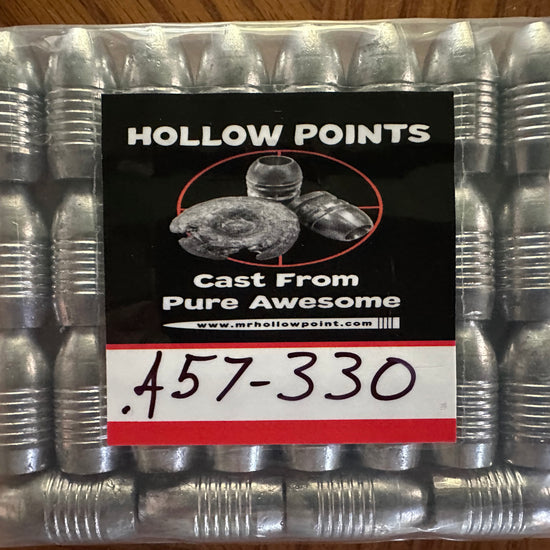 HOLLOW POINTS
Cast From
Pure Awesome
www.mrhollowpoint.com
.457-330